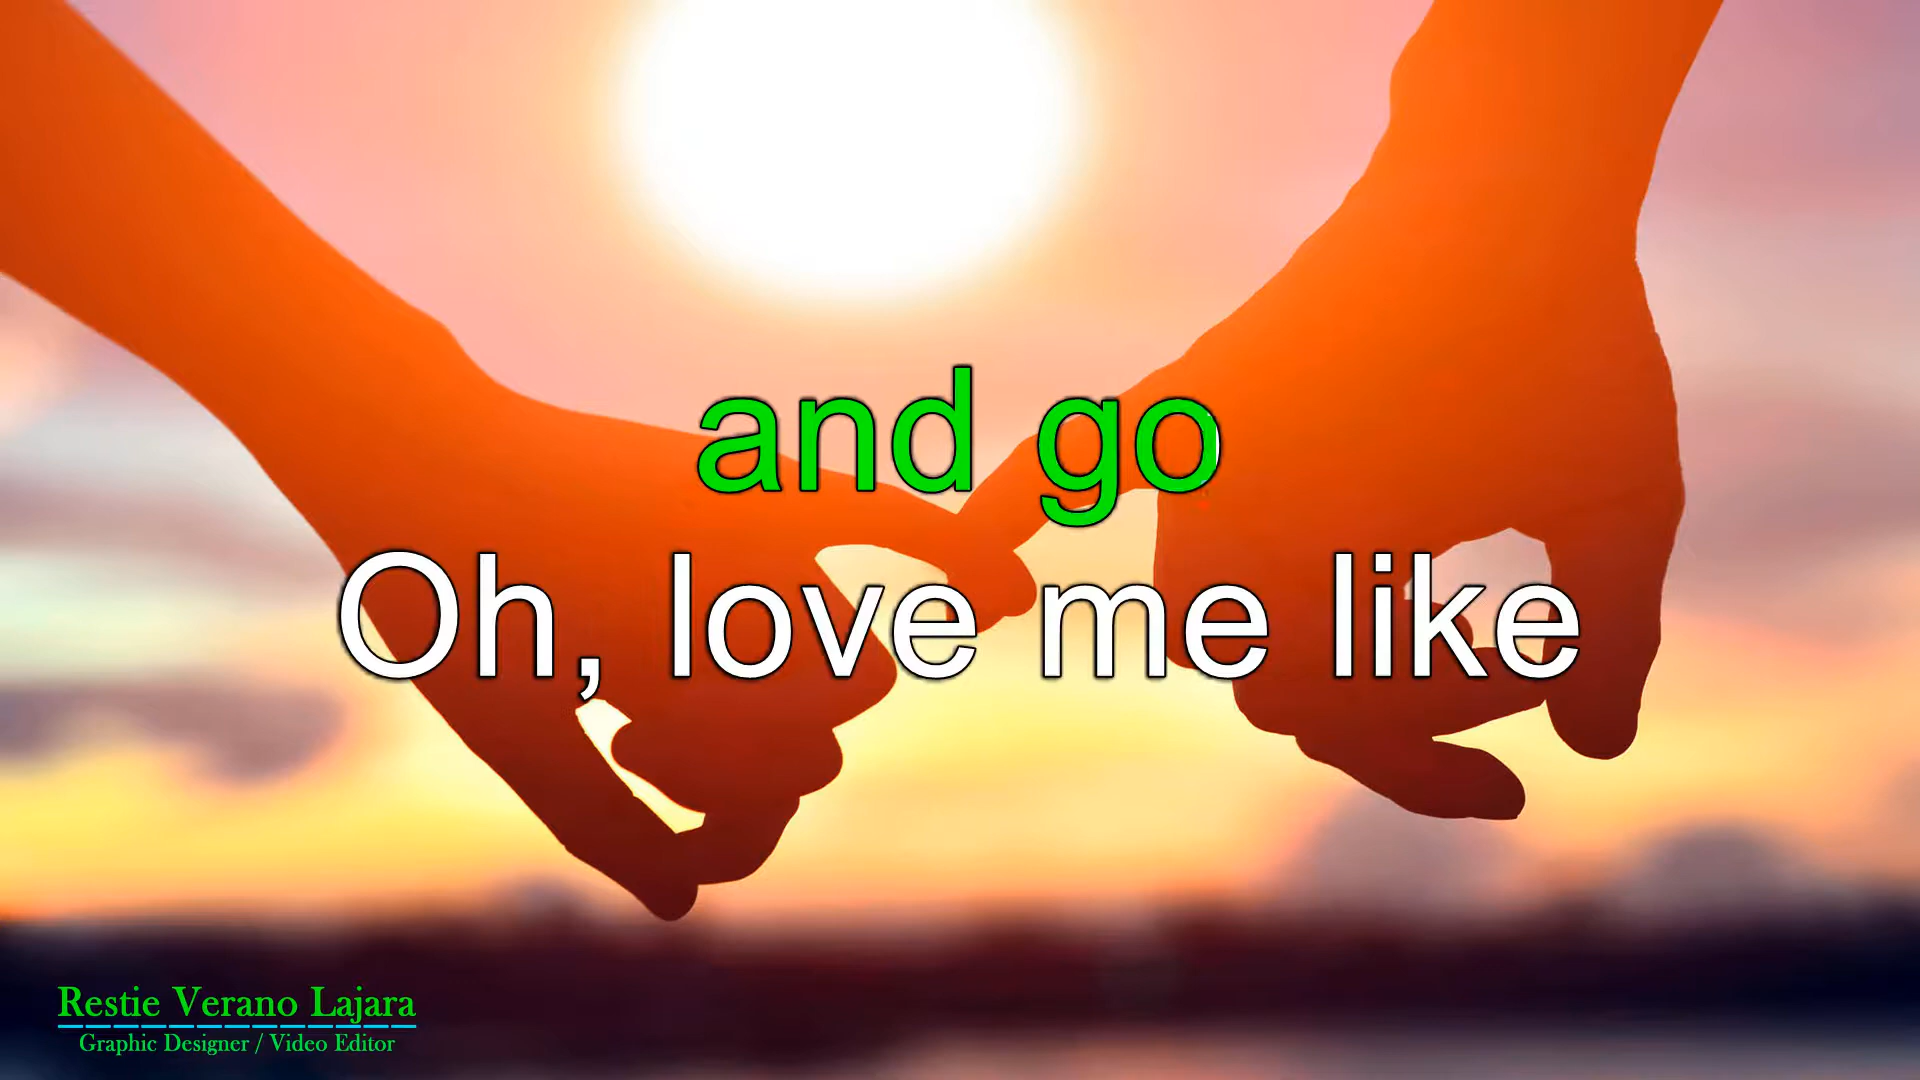 and go
Oh, love me like
Restie Verano Lajara
Graphic Designer / Video Editor